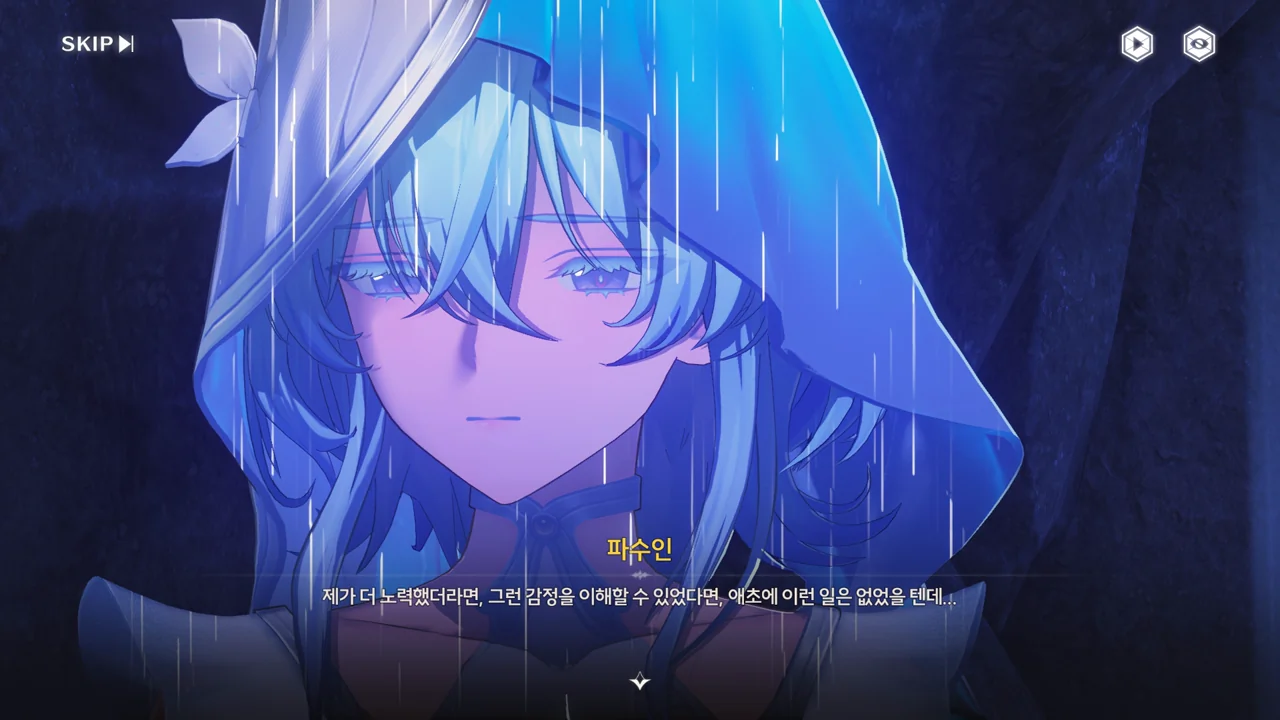 SKIP
파수인
제가 더 노력했더라면, 그런 감정을 이해할 수 있었다면, 애초에 이런 일은 없었을 텐데...